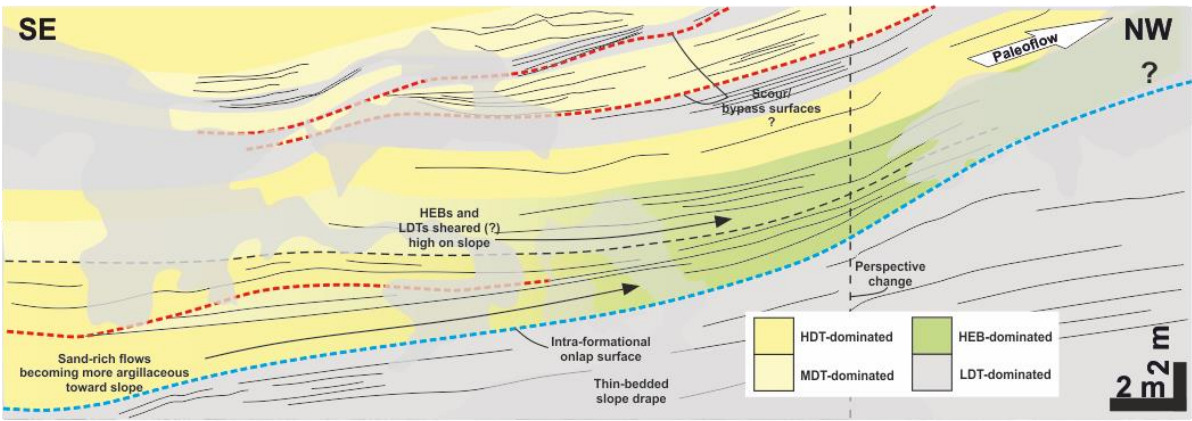 SE
NW
Paleoflow
?
Scour/
bypass surfaces
?
HEBs and
LDTs sheared (?)
high on slope
Perspective
change
Intra-formational
onlap surface
Sand-rich flows
becoming more argillaceous
toward slope
Thin-bedded
slope drape
HDT-dominated
HEB-dominated
MDT-dominated
LDT-dominated
2 m
2 m